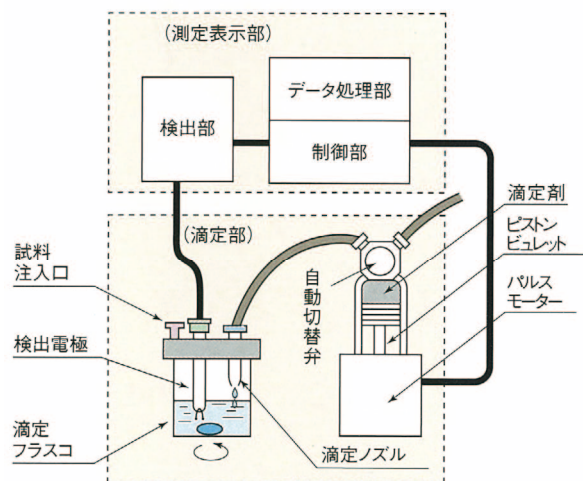 (測定表示部)
データ処理部
検出部
制御部
(滴定部)
滴定剤
ピストン
ビュレット
パルス
モーター
試料
注入口
自動切替弁
検出電極
滴定
フラスコ
滴定ノズル